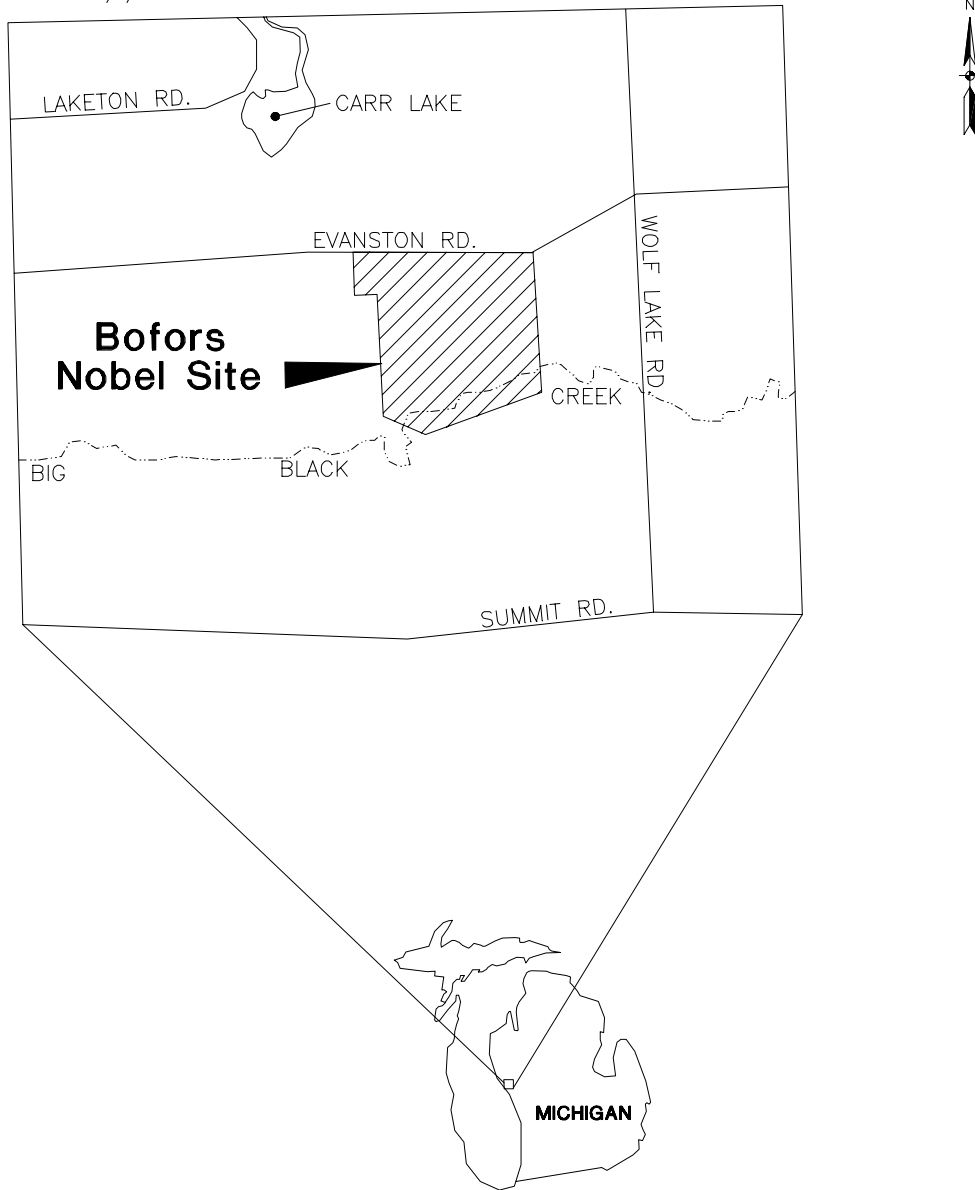 N
LAKETON RD.
CARR LAKE
EVANSTON RD.
WOLF LAKE RD.
Bofors
Nobel Site
CREEK
BIG
BLACK
SUMMIT RD.
MICHIGAN